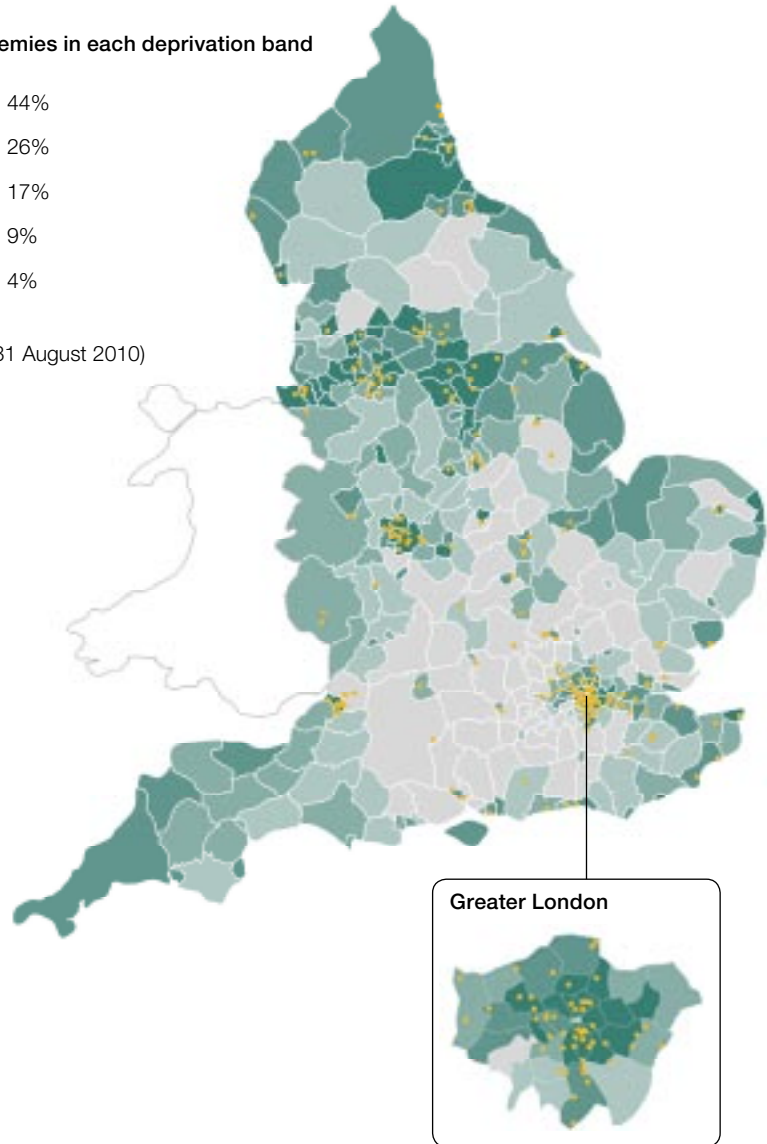 emies in each deprivation band
44%
26%
17%
9%
4%
31 August 2010)
Greater London